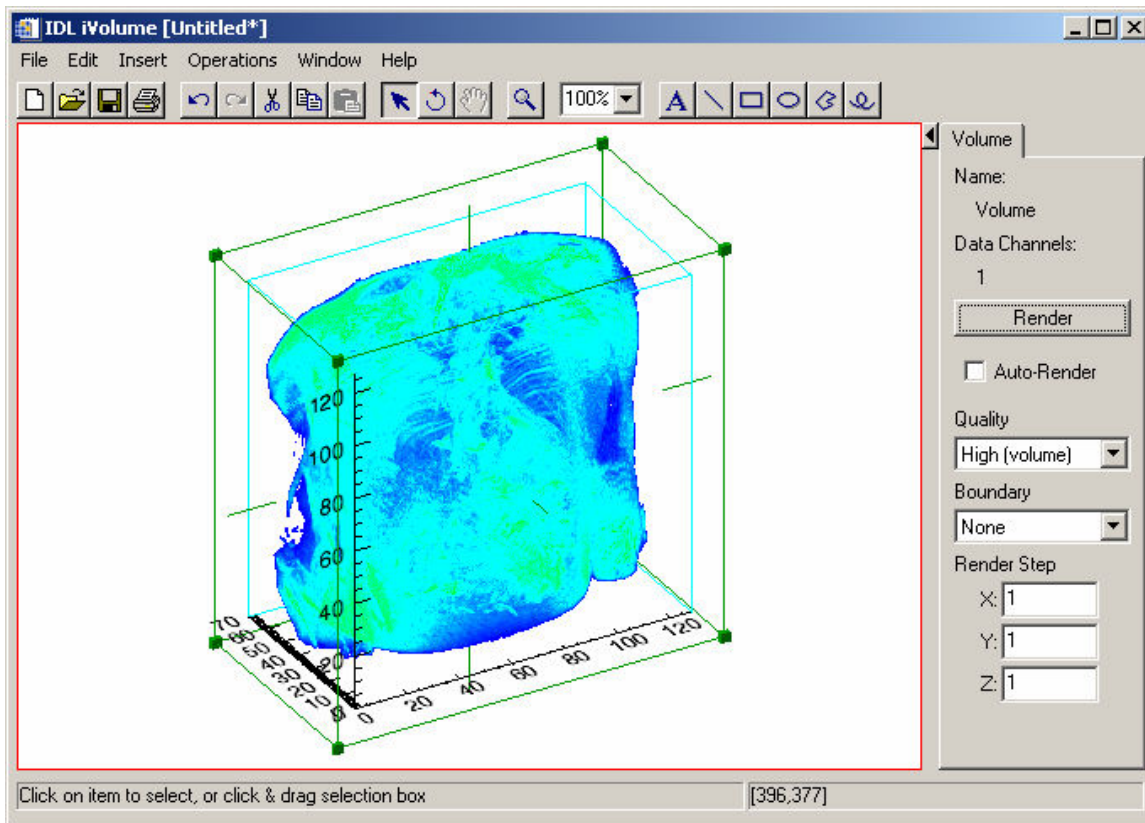 IDL iVolume [Untitled*]
File Edit Insert Operations Window Help
100% A
Volume
Name:
Volume
Data Channels:
1
Render
Auto-Render
Quality
High (volume)
Boundary
None
Render Step
X: 1
Y: 1
Z: 1
120
100
80
60
40
20
70 60 50 40 30 20 10 0
0 20 40 60 80 100 120
Click on item to select, or click & drag selection box [396,377]